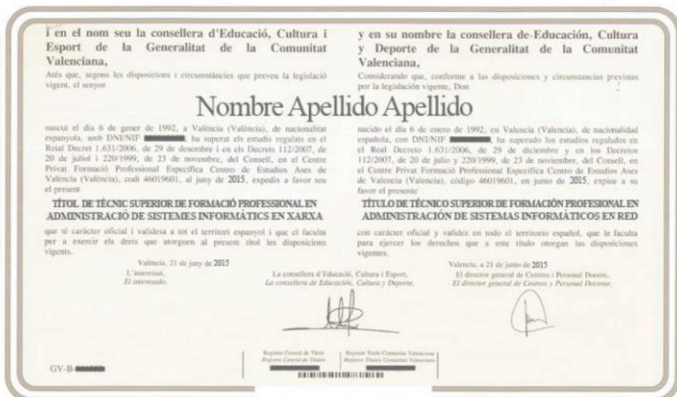 i en el nom seu la consellera d'Educació, Cultura i
Esport de la Generalitat de la Comunitat
Valenciana,
Atés que, segons les disposicions i circumstàncies que preveu la legislació
vigent, el senyor
y en su nombre la consellera de Educación, Cultura
y Deporte de la Generalitat de la Comunitat
Valenciana,
Considerando que, conforme a las disposiciones y circunstancias previstas
por la legislación vigente, Don
Nombre Apellido Apellido
nascut el dia 6 de gener de 1992, a València (València), de nacionalitat
espanyola, amb DNI/NIF ha superat els estudis regulats en el
Reial Decret 1.631/2006, de 29 de desembre i en els Decrets 112/2007,
de 20 de juliol i 220/1999, de 23 de novembre, del Consell, en el Centre
Privat Formació Professional Específica Centro de Estudios Ases de
València (València), codi 46019601, al juny de 2015, expedix a favor seu
el present
TÍTOL DE TÈCNIC SUPERIOR DE FORMACIÓ PROFESSIONAL EN
ADMINISTRACIÓ DE SISTEMES INFORMÀTICS EN XARXA
que té caràcter oficial i validesa a tot el territori espanyol i que el faculta
per a exercir els drets que atorguen al present títol les disposicions
vigents.
València, 21 de juny de 2015
L'interessat,
El interesado,
nacido el día 6 de enero de 1992, en Valencia (Valencia), de nacionalidad
española, con DNI/NIF ha superado los estudios regulados en
el Real Decreto 1.631/2006, de 29 de diciembre y en los Decretos
112/2007, de 20 de julio y 220/1999, de 23 de noviembre, del Consell, en
el Centre Privat Formació Professional Específica Centro de Estudios Ases
de Valencia (Valencia), código 46019601, en junio de 2015, expide a su
favor el presente
TÍTULO DE TÉCNICO SUPERIOR DE FORMACIÓN PROFESIONAL EN
ADMINISTRACIÓN DE SISTEMAS INFORMÁTICOS EN RED
con carácter oficial y validez en todo el territorio español, que le faculta
para ejercer los derechos que a este título otorgan las disposiciones
vigentes.
Valencia, a 21 de junio de 2015
La consellera d'Educació, Cultura i Esport,
La consellera de Educación, Cultura y Deporte,
El director general de Centres i Personal Docent,
El director general de Centros y Personal Docente,
Registre Central de Títols
Registro Central de Títulos
Registre Títols Comunitat Valenciana
Registro Títulos Comunitat Valenciana
GV-B-